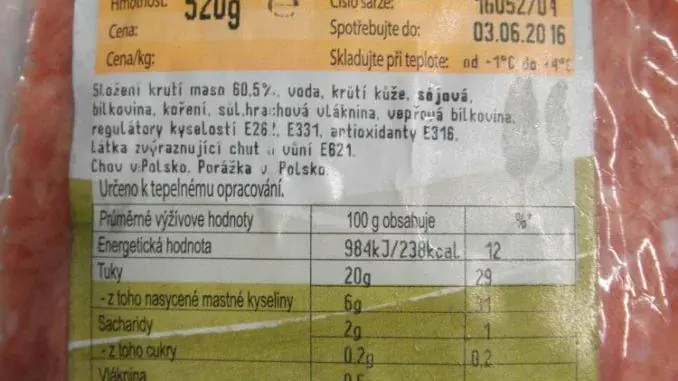 Hmotnost: 520g e Číslo šarže: 16052701
Cena: Spotřebujte do: 03.06.2016
Cena/kg: Skladujte při teplotě: od -1°C do +4°C
Složení krutí maso 60,5%, voda, krůtí kůže, sójová
bílkovina, koření, sůl,hrachová vláknina, vepřová bílkovina
regulátory kyselosti E331, antioxidanty E316.
Látka zvýrazňující chuť a vůni E621.
Chov v Polsko. Porážka v Polsko.
Určeno k tepelnému opracování.
Průměrné výživové hodnoty 100 g obsahuje %*
Energetická hodnota 984kJ/238kcal 12
Tuky 20g 29
- z toho nasycené mastné kyseliny 6g 31
Sacharidy 2g 1
- z toho cukry 0,2g 0,2
Vláknina